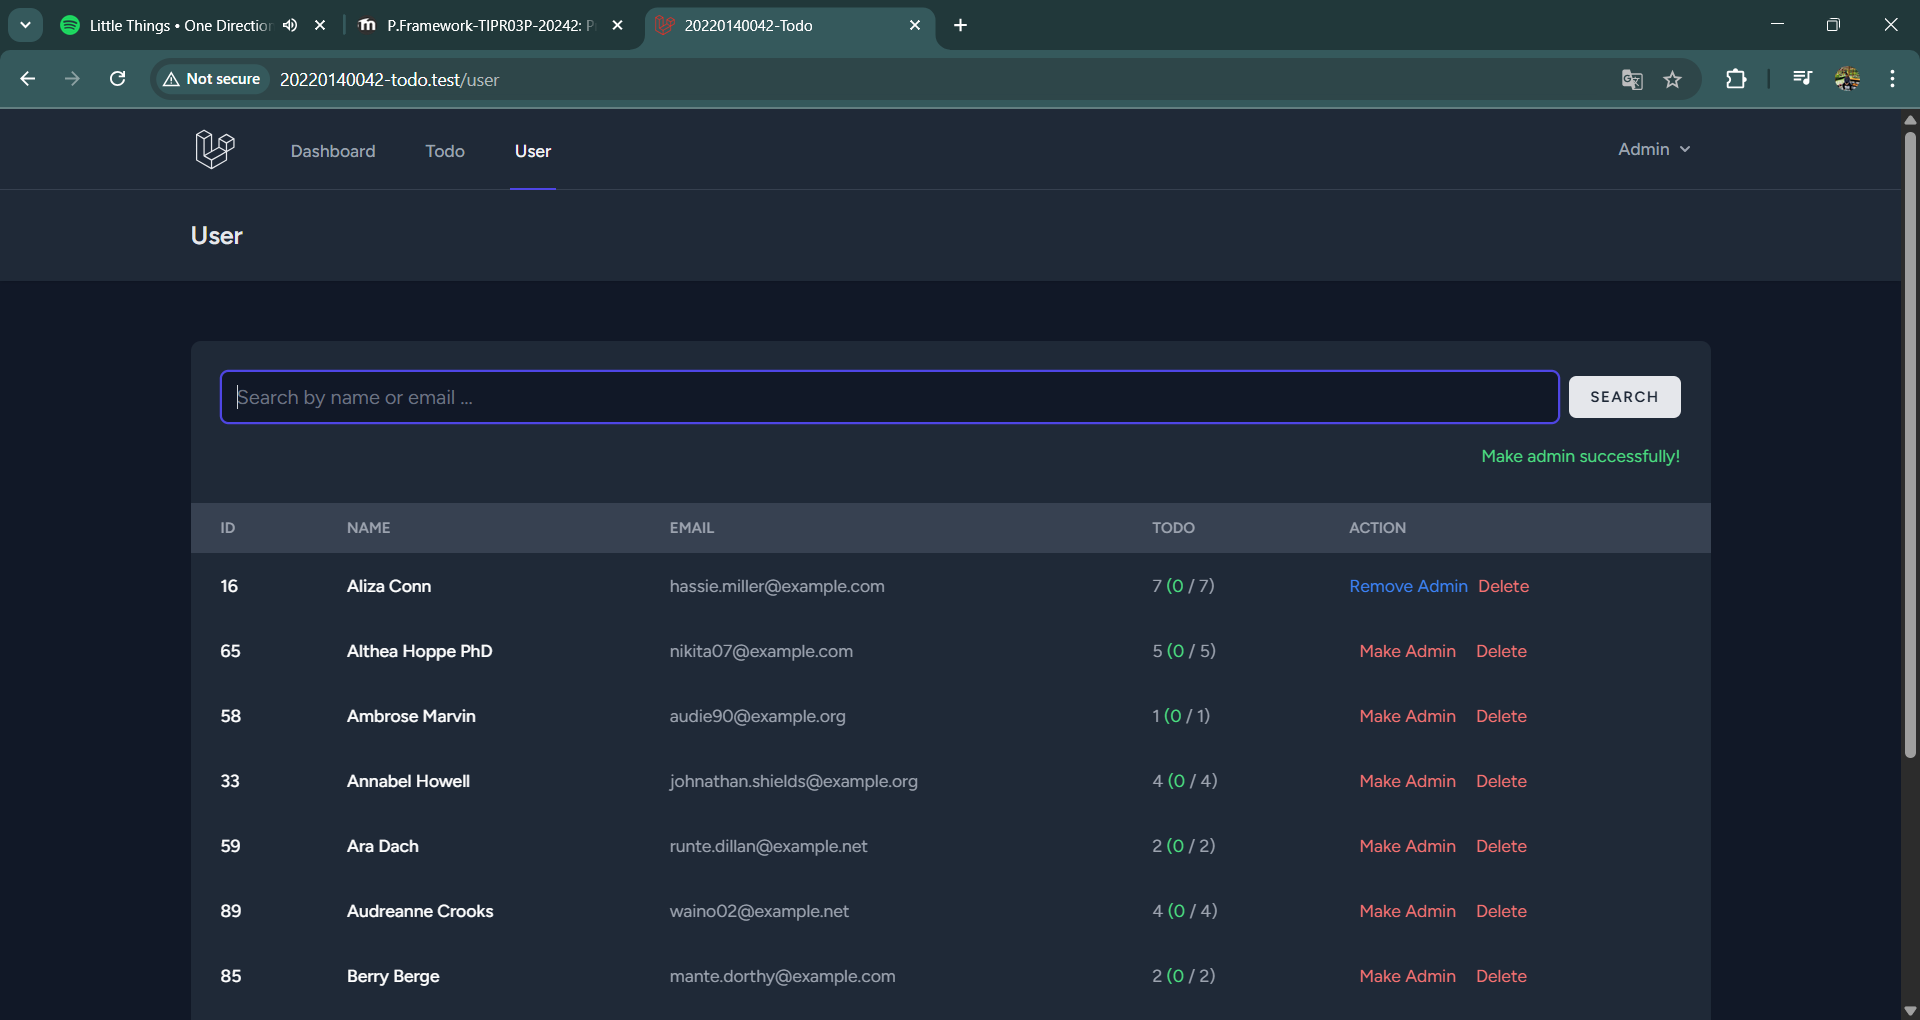 Little Things • One Direction
P.Framework-TIPR03P-20242: P
20220140042-Todo
Not secure
20220140042-todo.test/user
Dashboard
Todo
User
Admin
User
Search by name or email ...
SEARCH
Make admin successfully!
ID NAME EMAIL TODO ACTION
16 Aliza Conn hassie.miller@example.com 7 (0 / 7) Remove Admin Delete
65 Althea Hoppe PhD nikita07@example.com 5 (0 / 5) Make Admin Delete
58 Ambrose Marvin audie90@example.org 1 (0 / 1) Make Admin Delete
33 Annabel Howell johnathan.shields@example.org 4 (0 / 4) Make Admin Delete
59 Ara Dach runte.dillan@example.net 2 (0 / 2) Make Admin Delete
89 Audreanne Crooks waino02@example.net 4 (0 / 4) Make Admin Delete
85 Berry Berge mante.dorthy@example.com 2 (0 / 2) Make Admin Delete